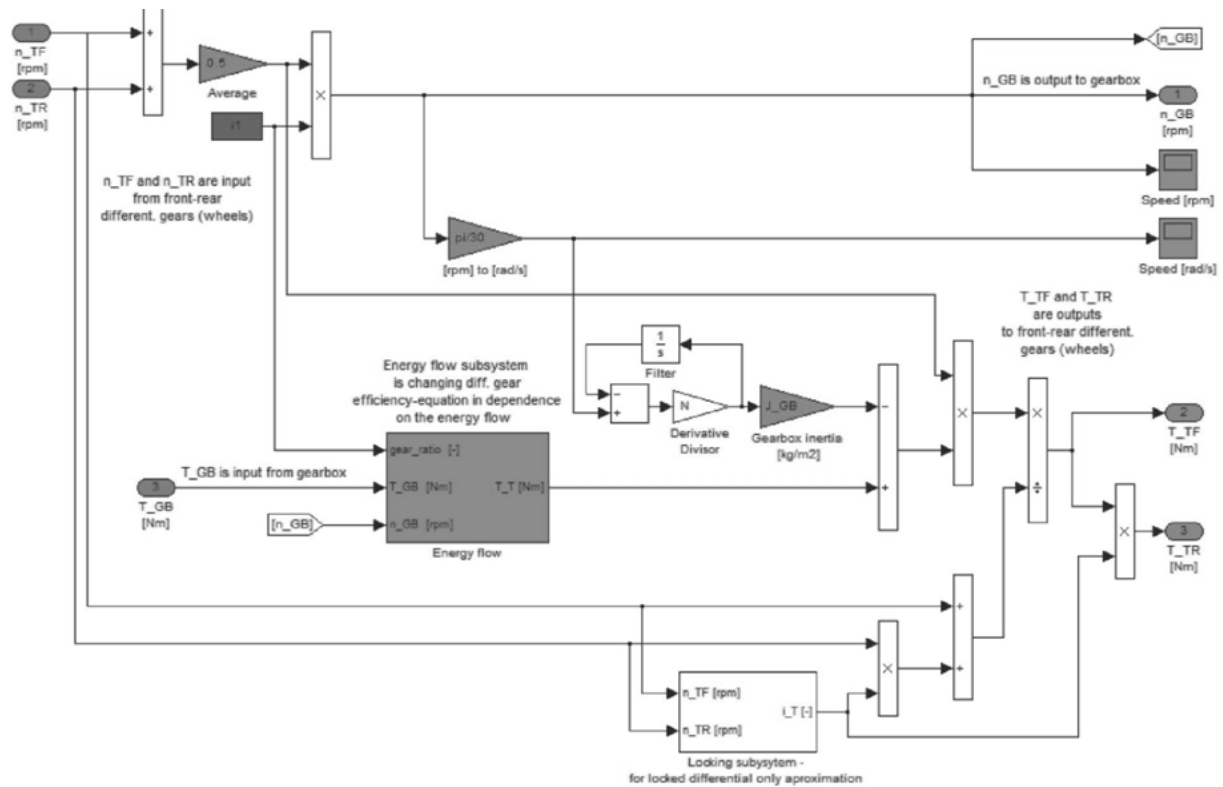 1
n_TF
[rpm]
2
n_TR
[rpm]
+
+
0.5
Average
×
i1
n_TF and n_TR are input
from front-rear
different. gears (wheels)
[n_GB]
n_GB is output to gearbox
1
n_GB
[rpm]
Speed [rpm]
pi/30
[rpm] to [rad/s]
Speed [rad/s]
T_TF and T_TR
are outputs
to front-rear different.
gears (wheels)
1
s
Filter
Energy flow subsystem
is changing diff. gear
efficiency-equation in dependence
on the energy flow
−
+
N
Derivative
Divisor
J_GB
Gearbox inertia
[kg/m2]
−
+
×
×
÷
2
T_TF
[Nm]
gear_ratio [-]
T_GB is input from gearbox
3
T_GB
[Nm]
T_GB [Nm]
T_T [Nm]
[n_GB]
n_GB [rpm]
Energy flow
×
3
T_TR
[Nm]
+
+
×
n_TF [rpm]
i_T [-]
n_TR [rpm]
Locking subysytem -
for locked differential only aproximation